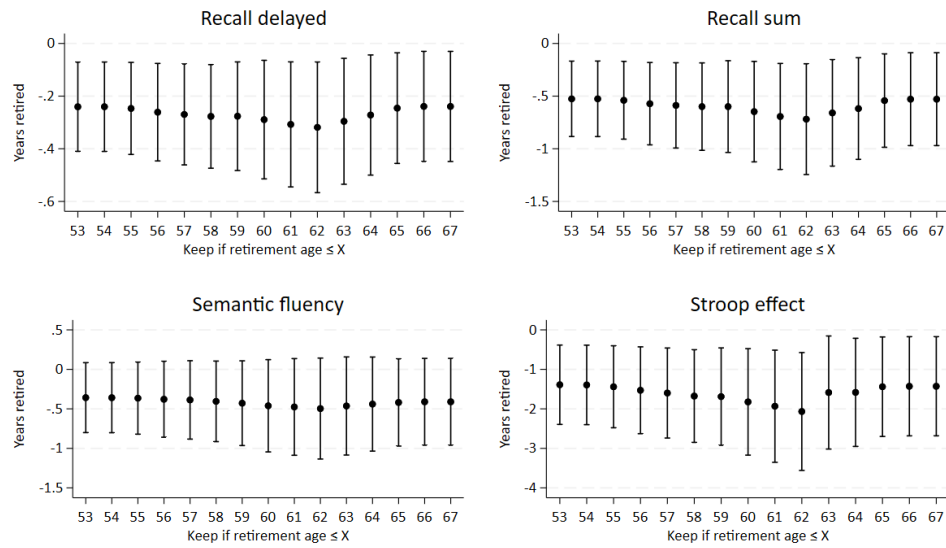 Recall delayed
Years retired
0
-.2
-.4
-.6
53 54 55 56 57 58 59 60 61 62 63 64 65 66 67
Keep if retirement age ≤ X
Recall sum
Years retired
0
-.5
-1
-1.5
53 54 55 56 57 58 59 60 61 62 63 64 65 66 67
Keep if retirement age ≤ X
Semantic fluency
Years retired
.5
0
-.5
-1
-1.5
53 54 55 56 57 58 59 60 61 62 63 64 65 66 67
Keep if retirement age ≤ X
Stroop effect
Years retired
0
-1
-2
-3
-4
53 54 55 56 57 58 59 60 61 62 63 64 65 66 67
Keep if retirement age ≤ X